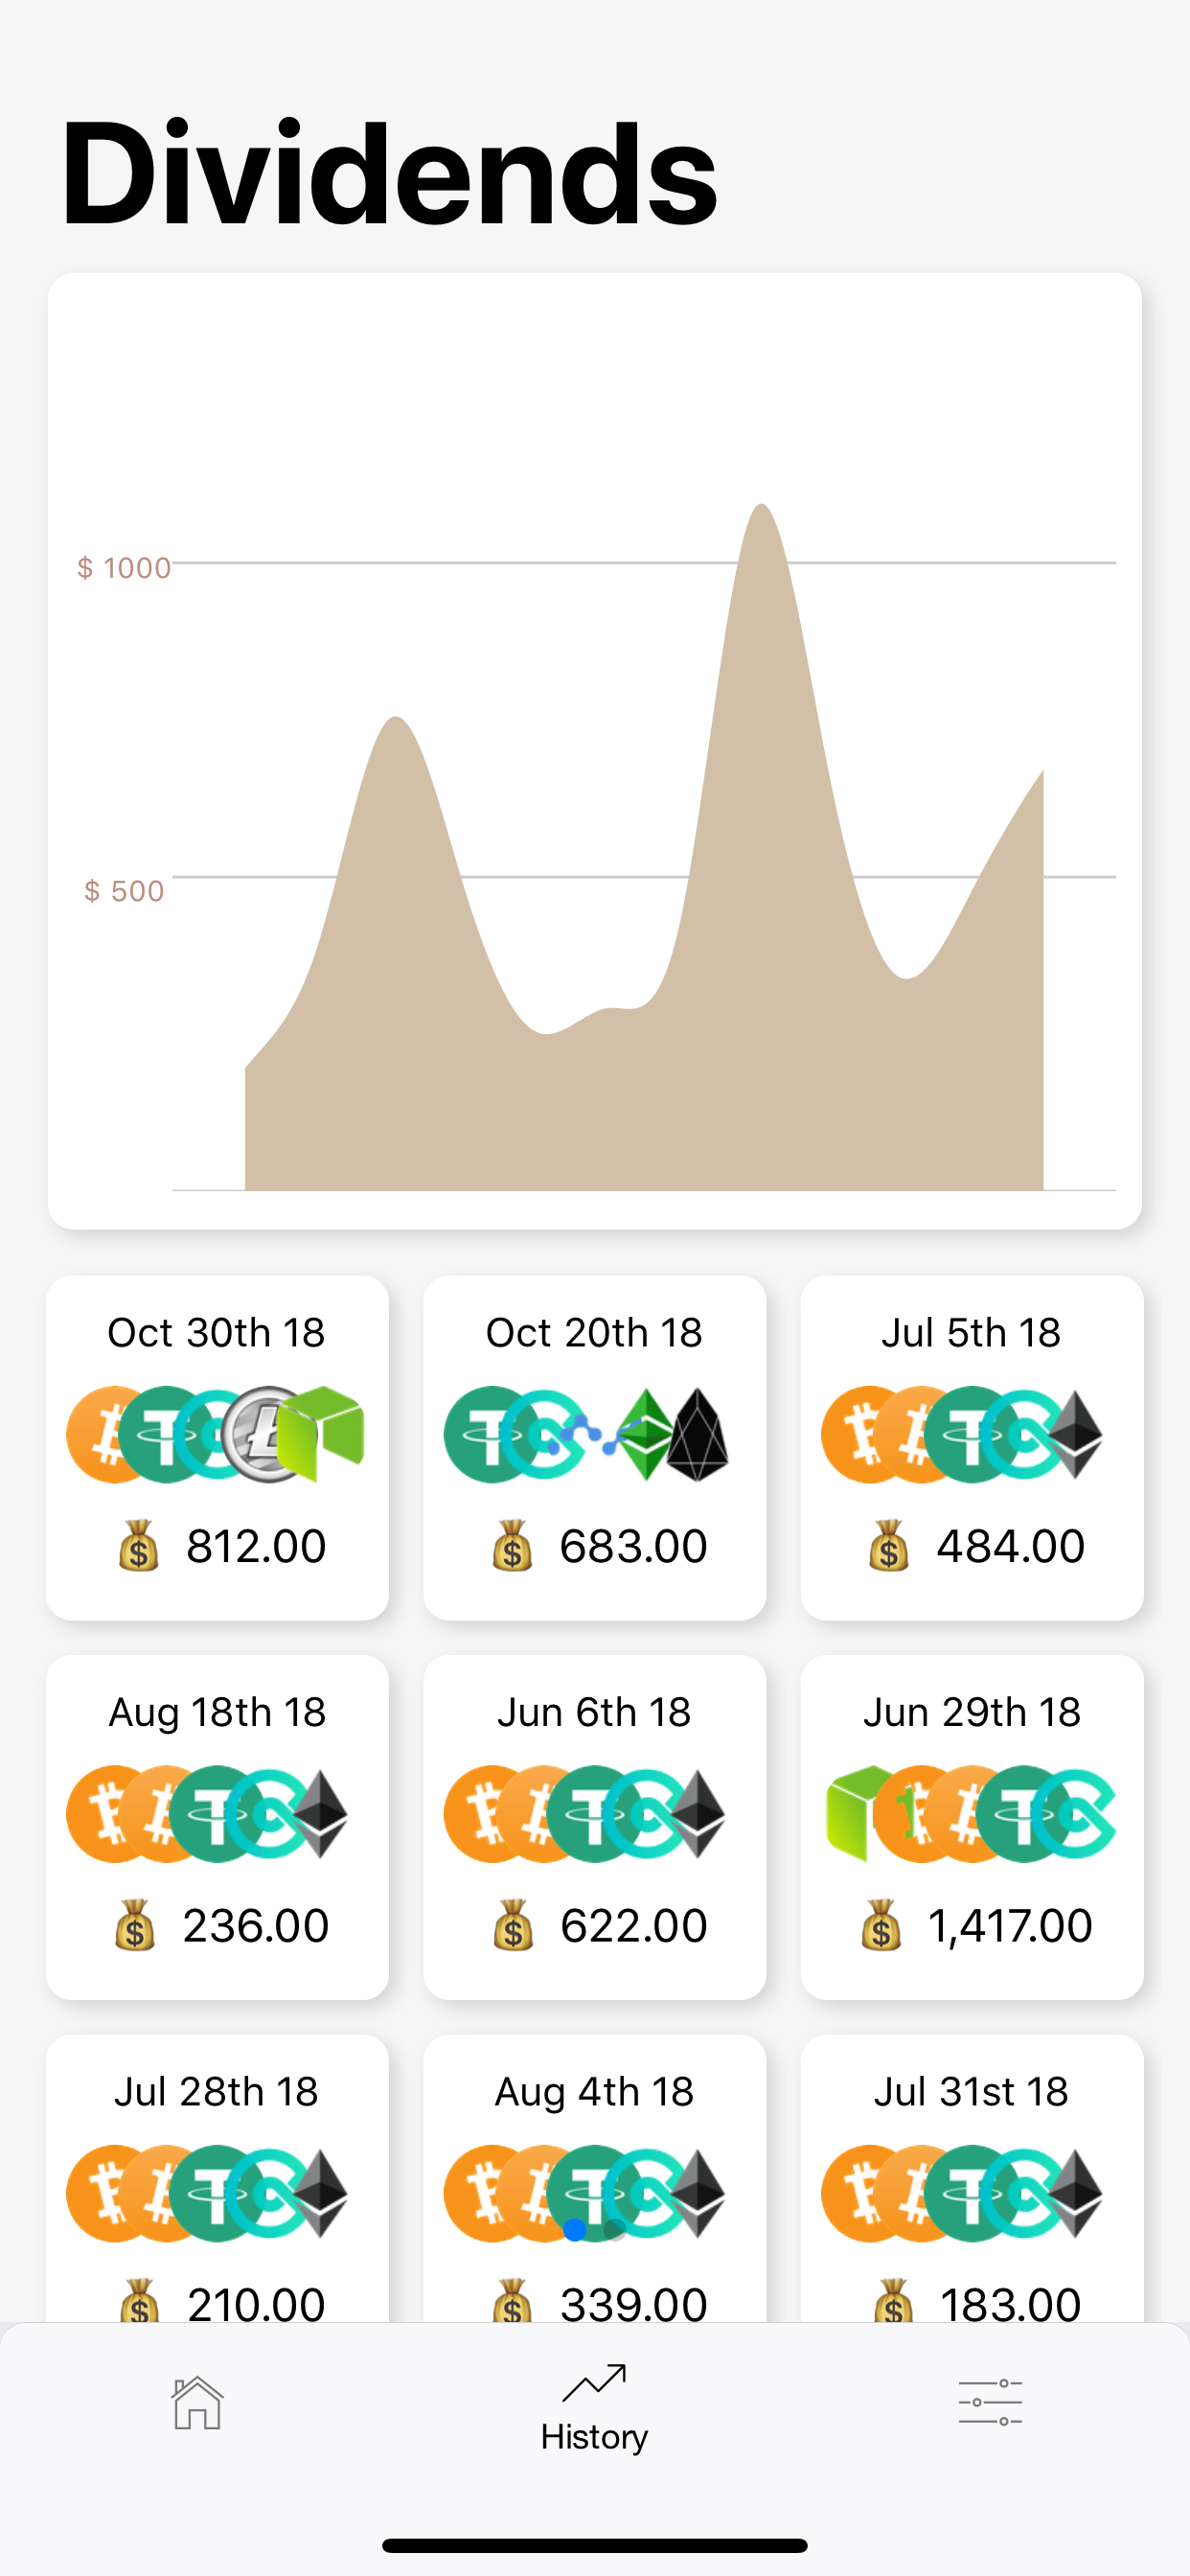 Dividends
$ 1000
$ 500
Oct 30th 18
Oct 20th 18
Jul 5th 18
812.00
683.00
484.00
Aug 18th 18
Jun 6th 18
Jun 29th 18
236.00
622.00
1,417.00
Jul 28th 18
Aug 4th 18
Jul 31st 18
210.00
339.00
183.00
History